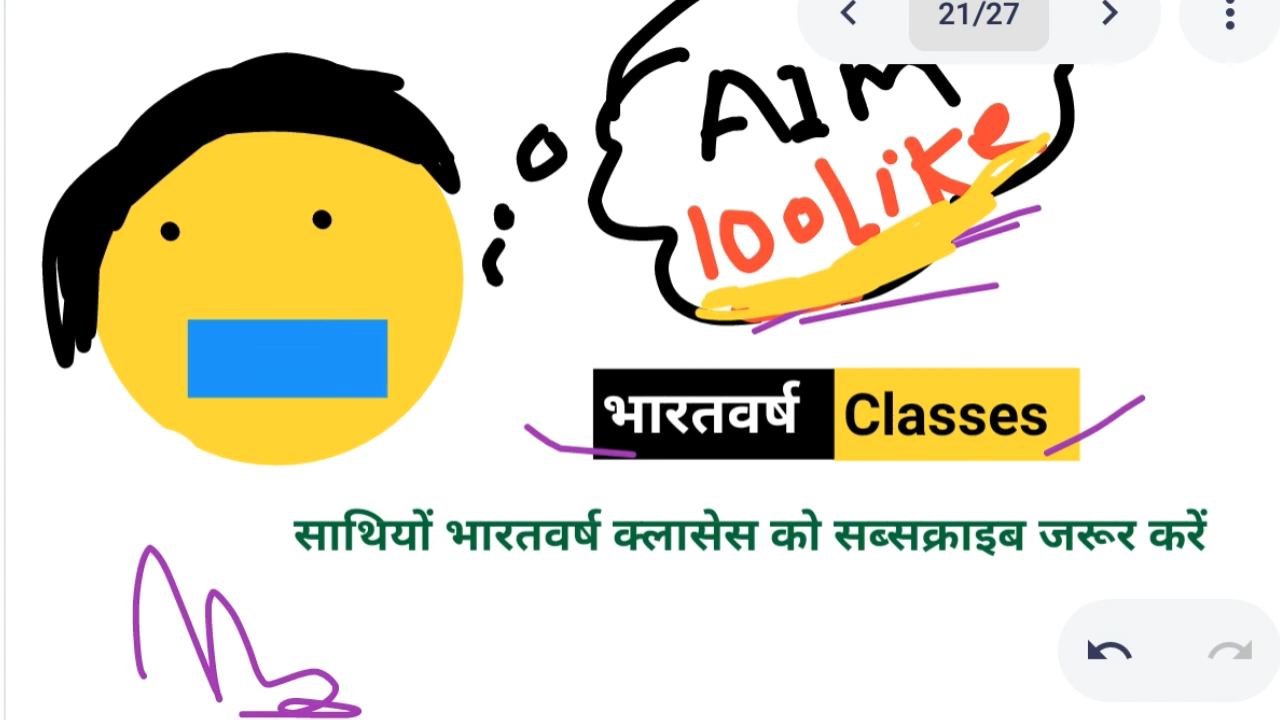 21/27
AIM
100Like
भारतवर्ष Classes
साथियों भारतवर्ष क्लासेस को सब्सक्राइब जरूर करें